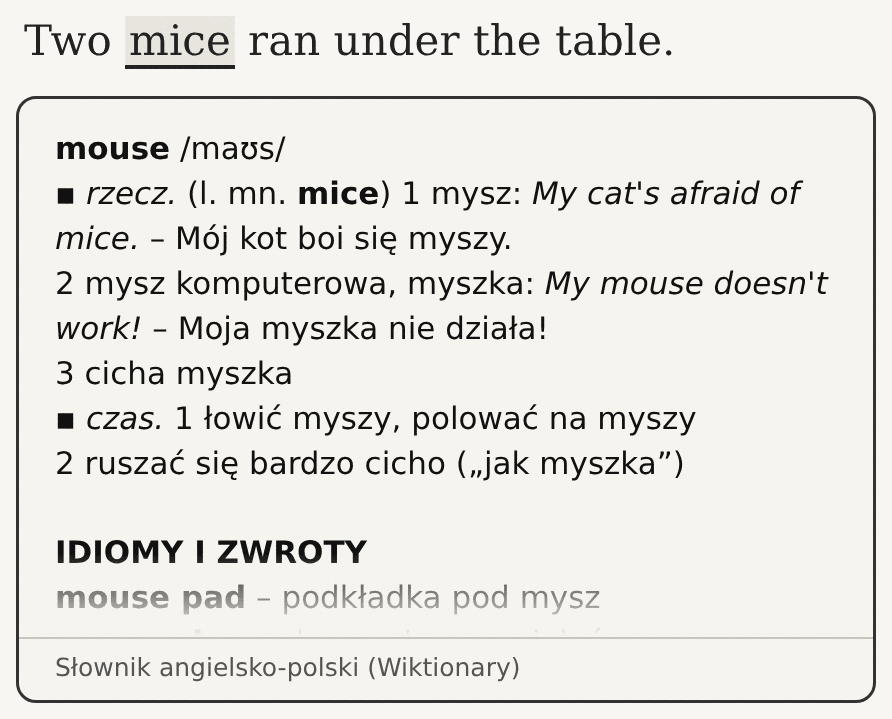 Two mice ran under the table.
mouse /maʊs/
▪ rzecz. (l. mn. mice) 1 mysz: My cat's afraid of
mice. – Mój kot boi się myszy.
2 mysz komputerowa, myszka: My mouse doesn't
work! – Moja myszka nie działa!
3 cicha myszka
▪ czas. 1 łowić myszy, polować na myszy
2 ruszać się bardzo cicho („jak myszka”)
IDIOMY I ZWROTY
mouse pad – podkładka pod mysz
Słownik angielsko-polski (Wiktionary)